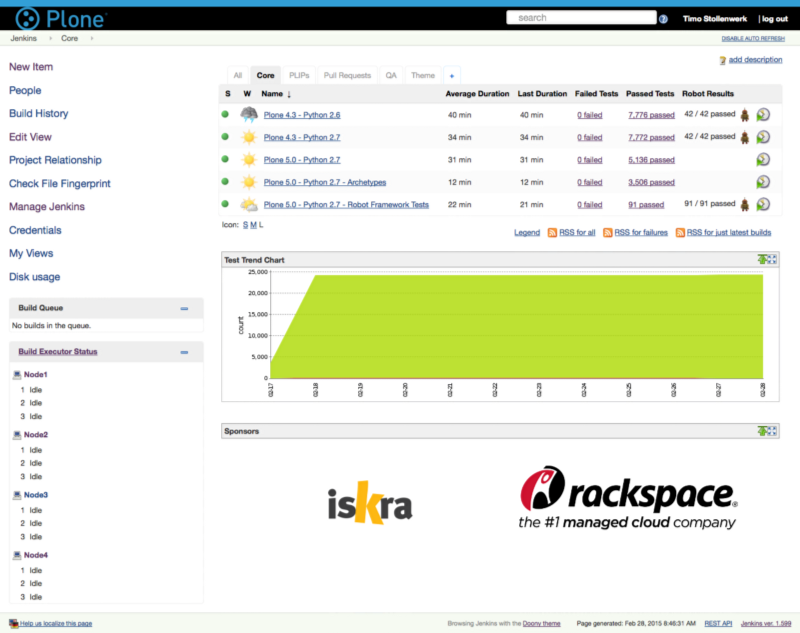 Plone
search
Timo Stollenwerk | log out
Jenkins Core
DISABLE AUTO REFRESH
add description
New Item
People
Build History
Edit View
Project Relationship
Check File Fingerprint
Manage Jenkins
Credentials
My Views
Disk usage
Build Queue
No builds in the queue.
Build Executor Status
Node1
1 Idle
2 Idle
3 Idle
Node2
1 Idle
2 Idle
3 Idle
Node3
1 Idle
2 Idle
3 Idle
Node4
1 Idle
2 Idle
3 Idle
All Core PLIPs Pull Requests QA Theme +
S W Name ↓ Average Duration Last Duration Failed Tests Passed Tests Robot Results
Plone 4.3 - Python 2.6 40 min 40 min 0 failed 7,776 passed 42 / 42 passed
Plone 4.3 - Python 2.7 34 min 34 min 0 failed 7,772 passed 42 / 42 passed
Plone 5.0 - Python 2.7 31 min 31 min 0 failed 5,136 passed
Plone 5.0 - Python 2.7 - Archetypes 12 min 12 min 0 failed 3,506 passed
Plone 5.0 - Python 2.7 - Robot Framework Tests 22 min 21 min 0 failed 91 passed 91 / 91 passed
Icon: S M L
Legend RSS for all RSS for failures RSS for just latest builds
Test Trend Chart
25,000
20,000
15,000
10,000
5,000
0
count
02-17 02-18 02-19 02-20 02-21 02-22 02-23 02-24 02-25 02-26 02-27 02-28
Sponsors
iskra
rackspace®
the #1 managed cloud company
Help us localize this page
Browsing Jenkins with the Doony theme Page generated: Feb 28, 2015 8:46:31 AM REST API Jenkins ver. 1.599